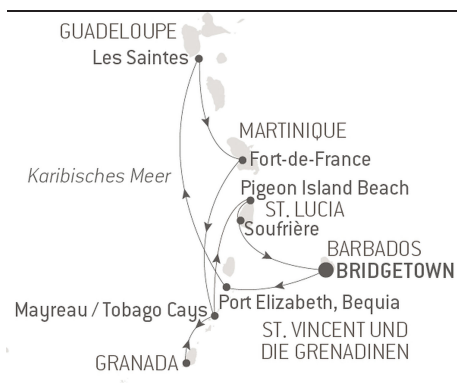 GUADELOUPE
Les Saintes
MARTINIQUE
Fort-de-France
Karibisches Meer
Pigeon Island Beach
ST. LUCIA
Soufrière
BARBADOS
BRIDGETOWN
Port Elizabeth, Bequia
Mayreau / Tobago Cays
ST. VINCENT UND
DIE GRENADINEN
GRANADA